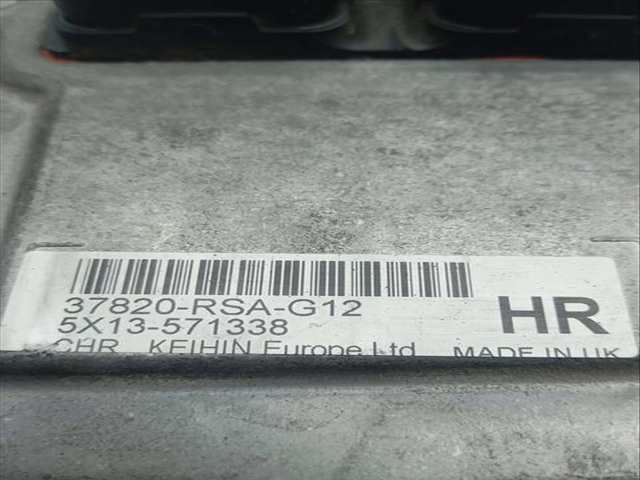 37820-RSA-G12
5X13-571338
HR
CHR KEIHIN Europe Ltd MADE IN UK